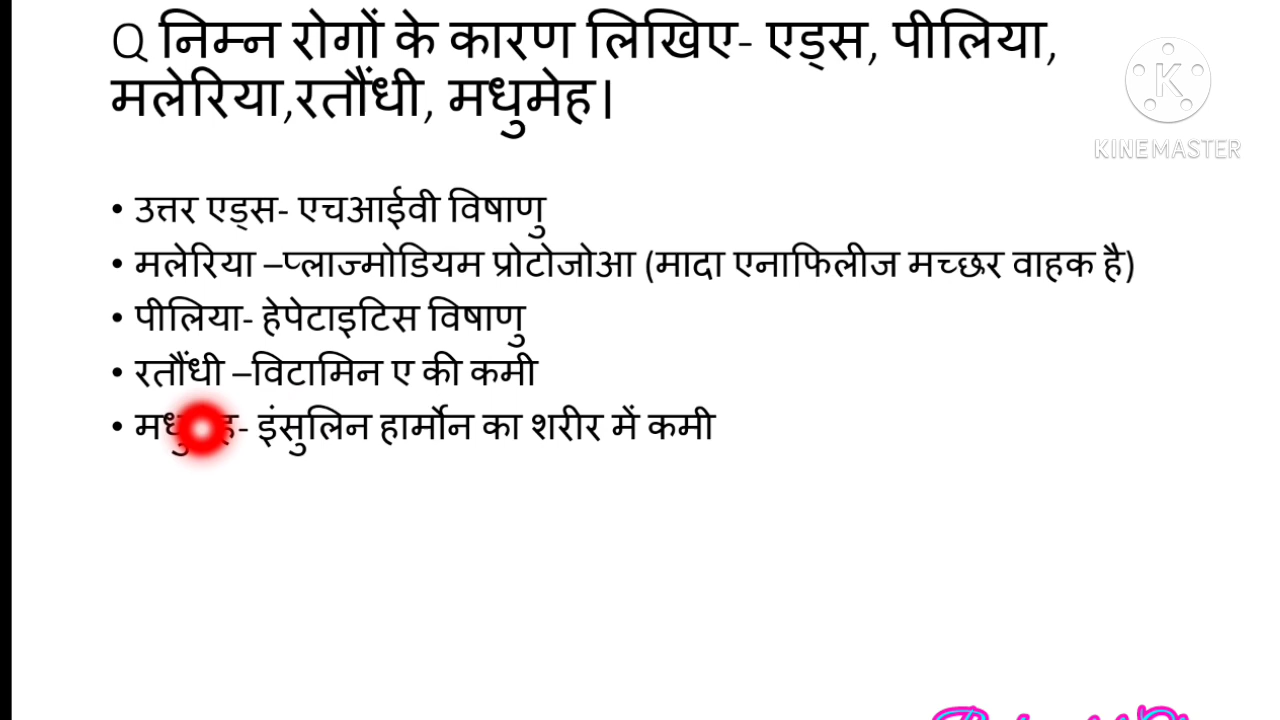 Q निम्न रोगों के कारण लिखिए- एड्स, पीलिया,
मलेरिया,रतौंधी, मधुमेह।
K
KINEMASTER
• उत्तर एड्स- एचआईवी विषाणु
• मलेरिया –प्लाज्मोडियम प्रोटोजोआ (मादा एनाफिलीज मच्छर वाहक है)
• पीलिया- हेपेटाइटिस विषाणु
• रतौंधी –विटामिन ए की कमी
• इंसुलिन हार्मोन का शरीर में कमी